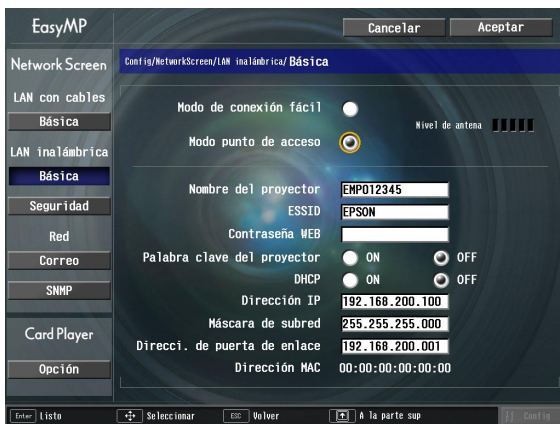 EasyMP
Cancelar
Aceptar
Network Screen
Config/NetworkScreen/LAN inalámbrica/Básica
LAN con cables
Básica
LAN inalámbrica
Básica
Seguridad
Red
Correo
SNMP
Card Player
Opción
Modo de conexión fácil
Nivel de antena
Modo punto de acceso
Nombre del proyector EMP012345
ESSID EPSON
Contraseña WEB
Palabra clave del proyector ON OFF
DHCP ON OFF
Dirección IP 192.168.200.100
Máscara de subred 255.255.255.000
Direcci. de puerta de enlace 192.168.200.001
Dirección MAC 00:00:00:00:00:00
Enter Listo Seleccionar ESC Volver A la parte sup Config